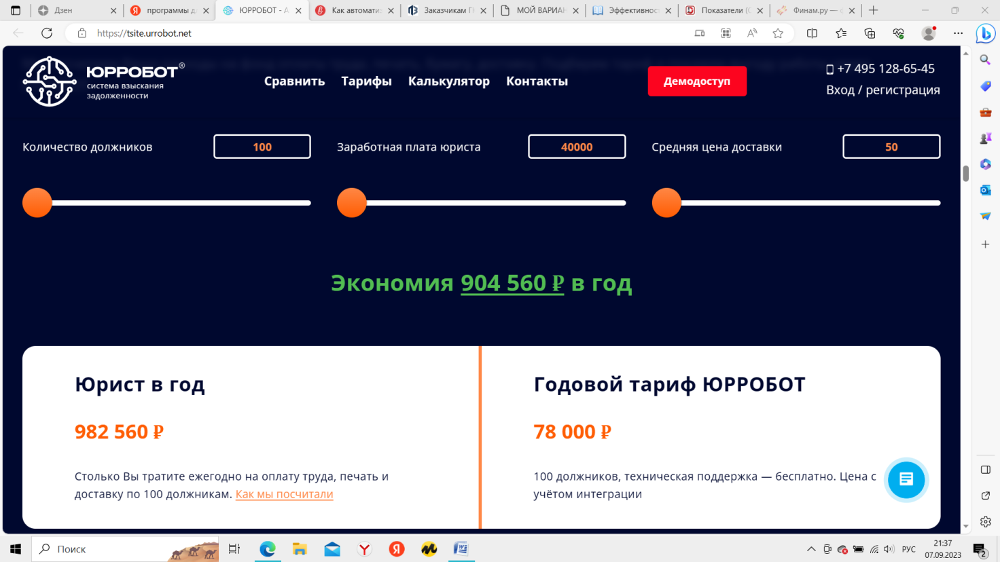 Дзен
программы д
ЮРРОБОТ - А
Как автомати
Заказчикам П
МОЙ ВАРИАН
Эффективнос
Показатели (
Финам.ру — 
https://tsite.urrobot.net
ЮРРОБОТ®
система взыскания
задолженности
Сравнить
Тарифы
Калькулятор
Контакты
Демодоступ
+7 495 128-65-45
Вход / регистрация
Количество должников
100
Заработная плата юриста
40000
Средняя цена доставки
50
Экономия 904 560 ₽ в год
Юрист в год
982 560 ₽
Столько Вы тратите ежегодно на оплату труда, печать и
доставку по 100 должникам. Как мы посчитали
Годовой тариф ЮРРОБОТ
78 000 ₽
100 должников, техническая поддержка — бесплатно. Цена с
учётом интеграции
Поиск
РУС
21:37
07.09.2023
2